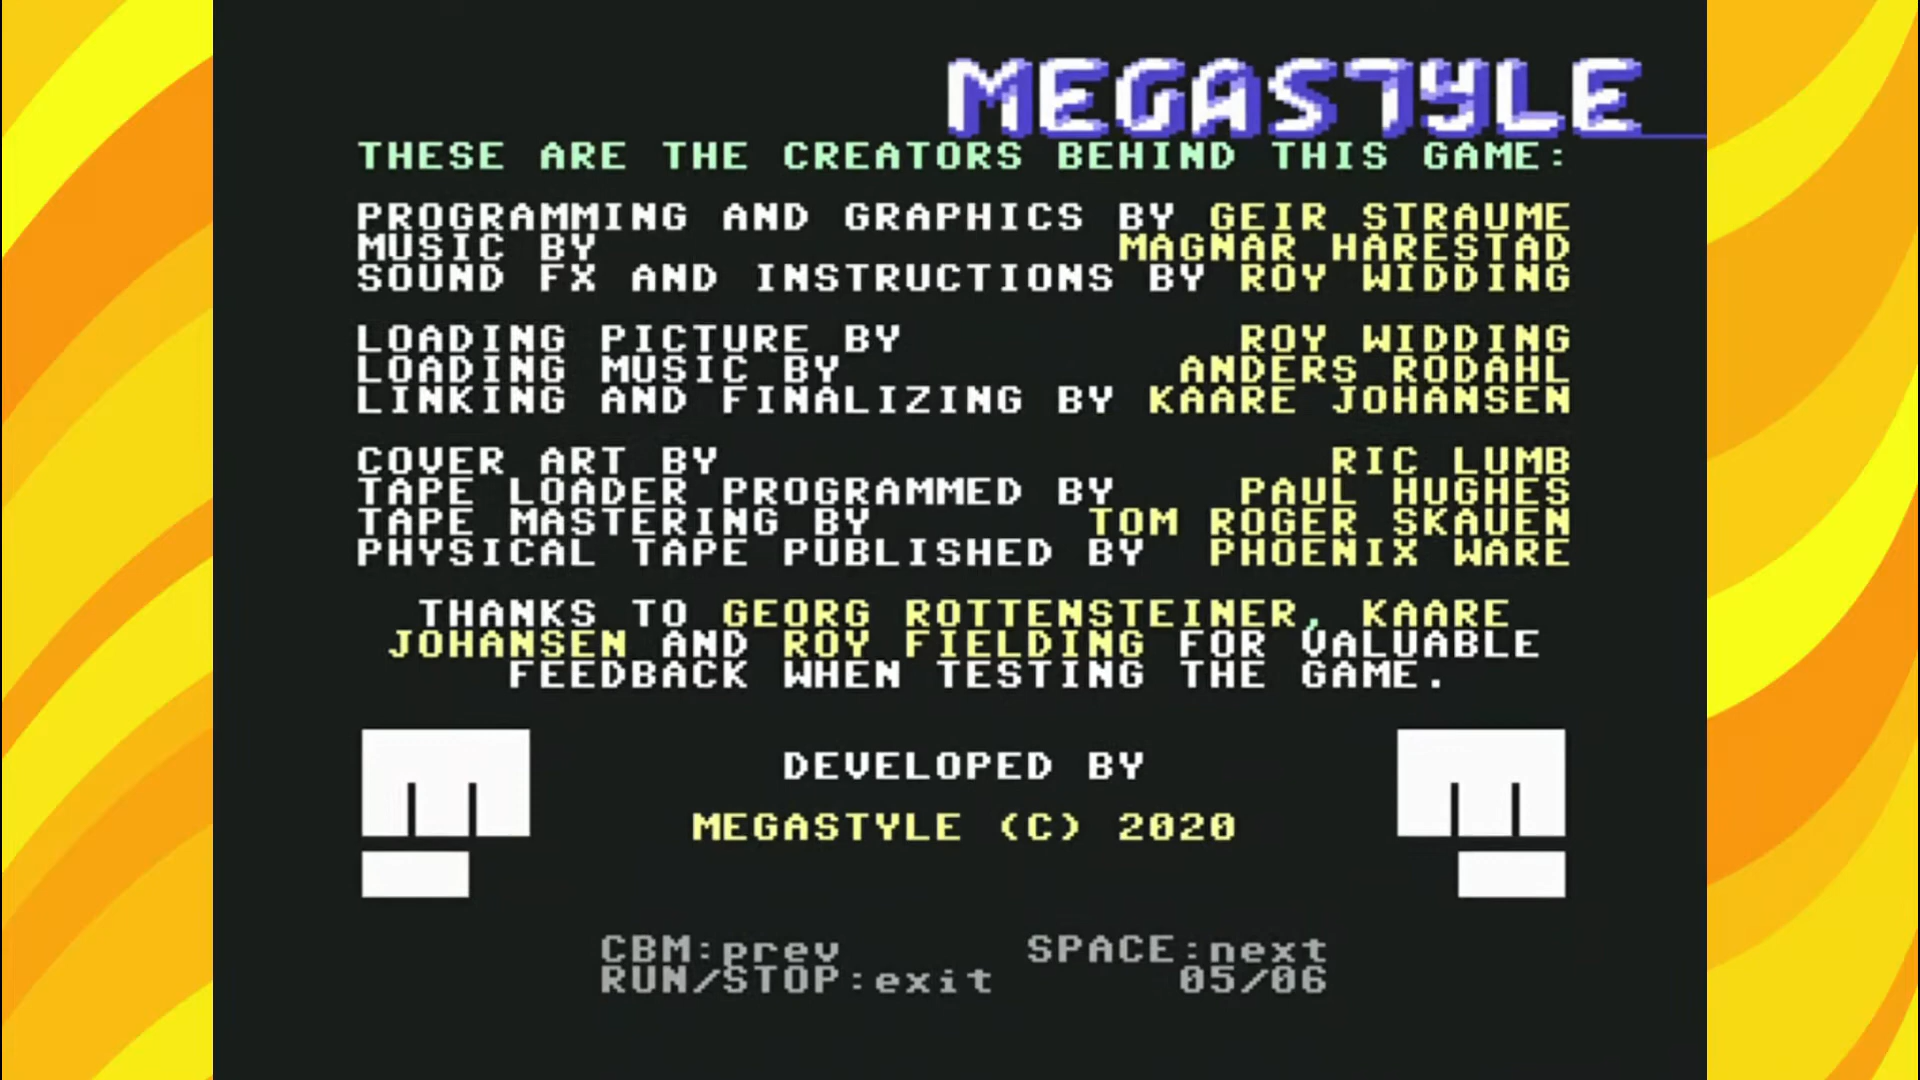 MEGASTYLE
THESE ARE THE CREATORS BEHIND THIS GAME:
PROGRAMMING AND GRAPHICS BY GEIR STRAUME
MUSIC BY MAGNAR HARESTAD
SOUND FX AND INSTRUCTIONS BY ROY WIDDING
LOADING PICTURE BY ROY WIDDING
LOADING MUSIC BY ANDERS RODAHL
LINKING AND FINALIZING BY KAARE JOHANSEN
COVER ART BY RIC LUMB
TAPE LOADER PROGRAMMED BY PAUL HUGHES
TAPE MASTERING BY TOM ROGER SKAUEN
PHYSICAL TAPE PUBLISHED BY PHOENIX WARE
THANKS TO GEORG ROTTENSTEINER, KAARE
JOHANSEN AND ROY FIELDING FOR VALUABLE
FEEDBACK WHEN TESTING THE GAME.
DEVELOPED BY
MEGASTYLE (C) 2020
CBM:prev SPACE:next
RUN/STOP:exit 05/06